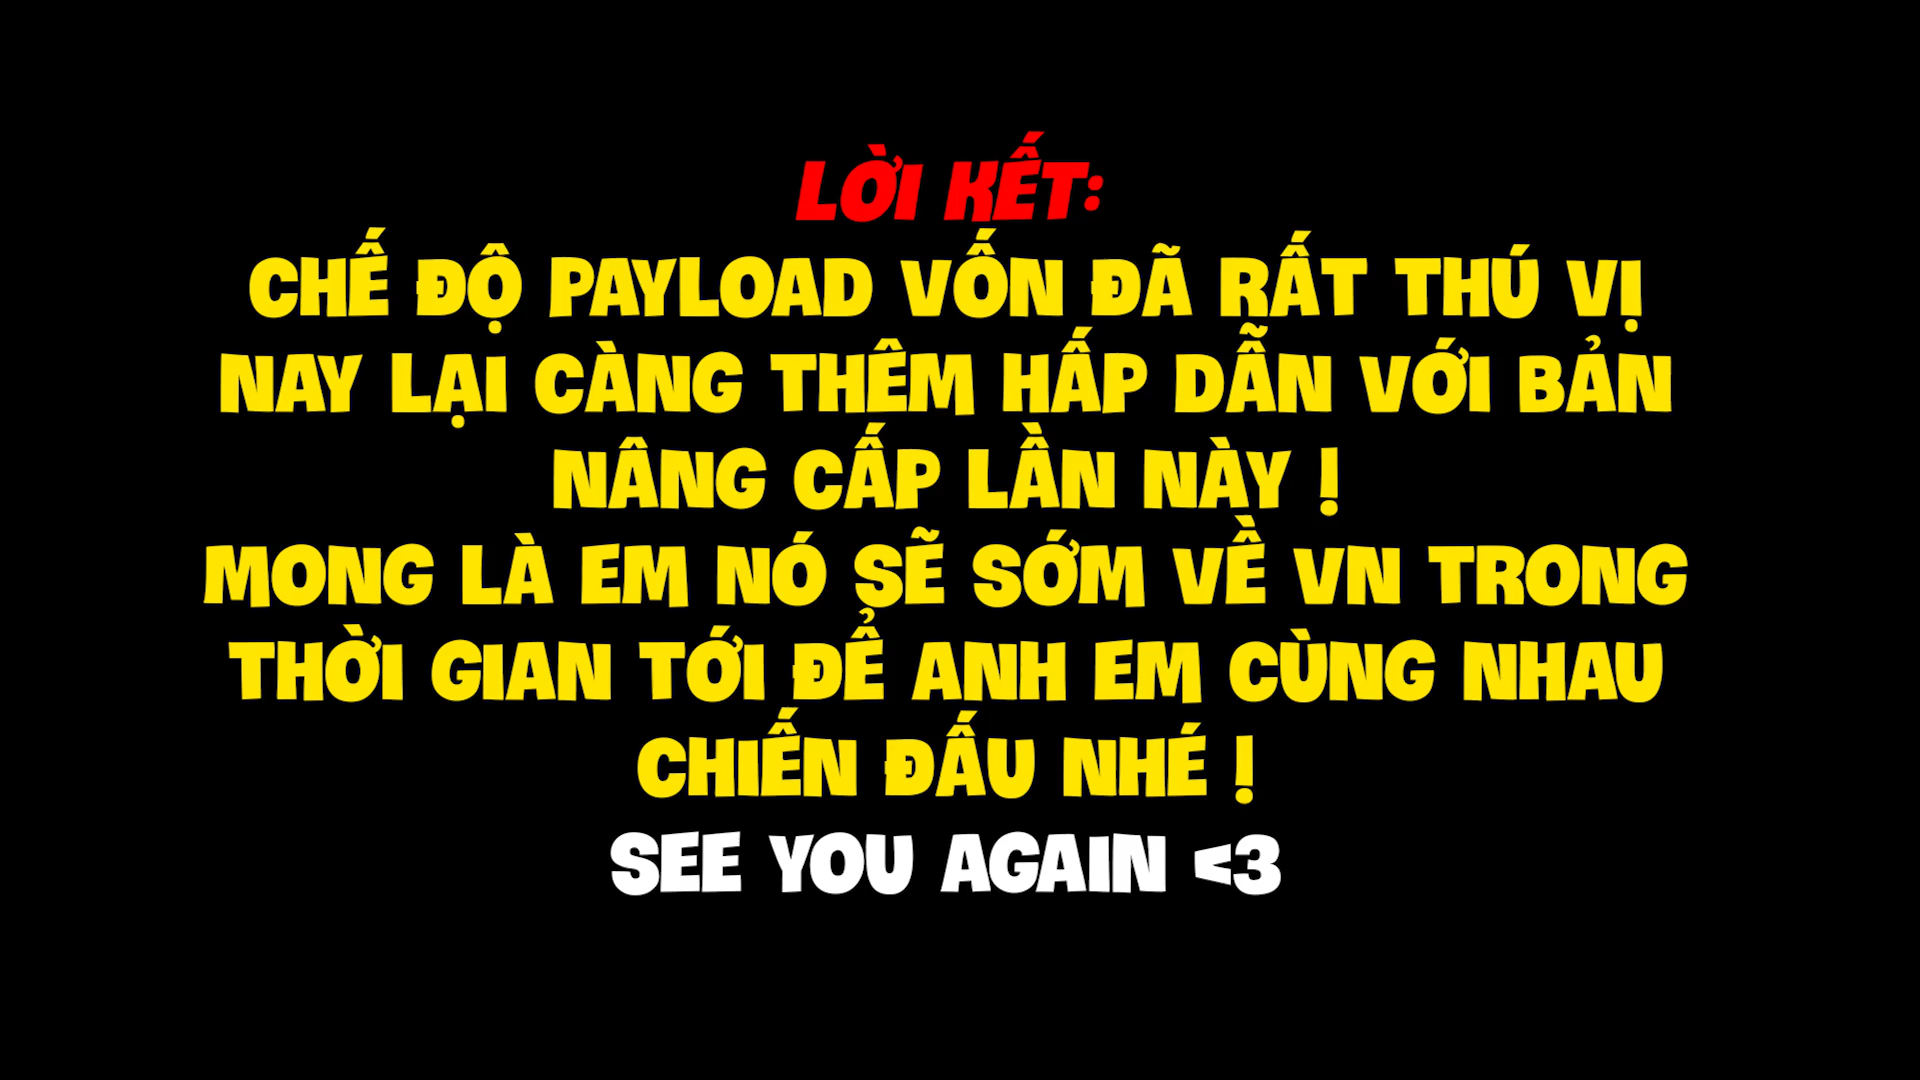 LỜI KẾT:
CHẾ ĐỘ PAYLOAD VỐN ĐÃ RẤT THÚ VỊ
NAY LẠI CÀNG THÊM HẤP DẪN VỚI BẢN
NÂNG CẤP LẦN NÀY !
MONG LÀ EM NÓ SẼ SỚM VỀ VN TRONG
THỜI GIAN TỚI ĐỂ ANH EM CÙNG NHAU
CHIẾN ĐẤU NHÉ !
SEE YOU AGAIN <3